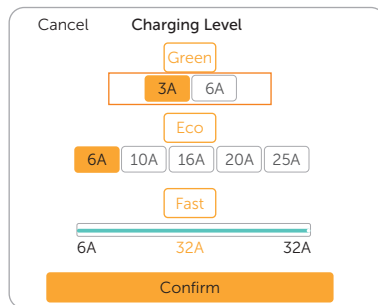 Cancel Charging Level
Green
3A 6A
Eco
6A 10A 16A 20A 25A
Fast
6A 32A 32A
Confirm